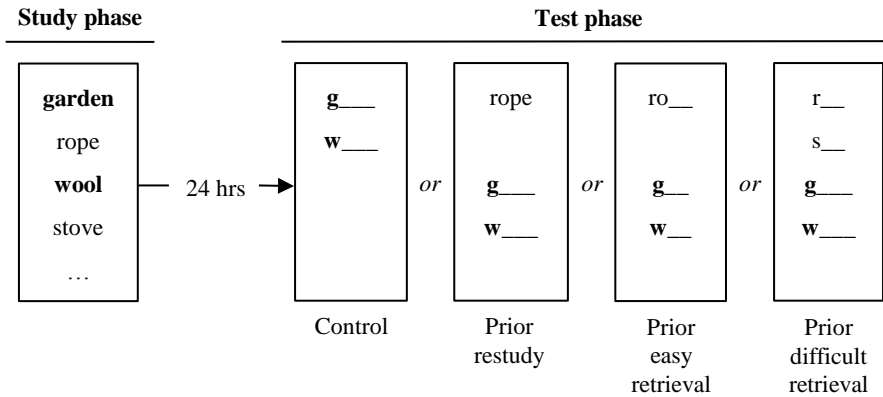 Study phase
garden
rope
wool
stove
…
24 hrs
Test phase
g___
w___
Control
or
rope
g___
w___
Prior
restudy
or
ro__
g__
w__
Prior
easy
retrieval
or
r__
s__
g___
w___
Prior
difficult
retrieval